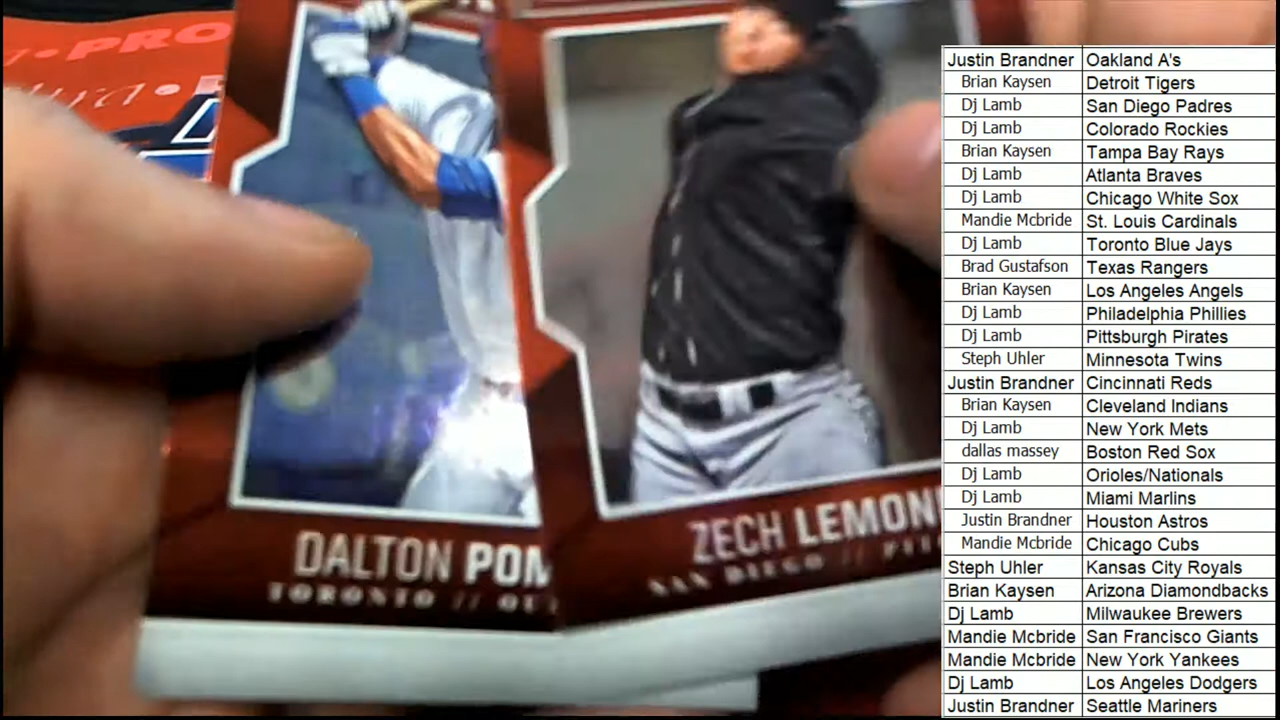 PRO
DALTON POM
TORONTO // OU
ZECH LEMON
SAN DIEGO // PIT
Justin Brandner Oakland A's
Brian Kaysen Detroit Tigers
Dj Lamb San Diego Padres
Dj Lamb Colorado Rockies
Brian Kaysen Tampa Bay Rays
Dj Lamb Atlanta Braves
Dj Lamb Chicago White Sox
Mandie Mcbride St. Louis Cardinals
Dj Lamb Toronto Blue Jays
Brad Gustafson Texas Rangers
Brian Kaysen Los Angeles Angels
Dj Lamb Philadelphia Phillies
Dj Lamb Pittsburgh Pirates
Steph Uhler Minnesota Twins
Justin Brandner Cincinnati Reds
Brian Kaysen Cleveland Indians
Dj Lamb New York Mets
dallas massey Boston Red Sox
Dj Lamb Orioles/Nationals
Dj Lamb Miami Marlins
Justin Brandner Houston Astros
Mandie Mcbride Chicago Cubs
Steph Uhler Kansas City Royals
Brian Kaysen Arizona Diamondbacks
Dj Lamb Milwaukee Brewers
Mandie Mcbride San Francisco Giants
Mandie Mcbride New York Yankees
Dj Lamb Los Angeles Dodgers
Justin Brandner Seattle Mariners